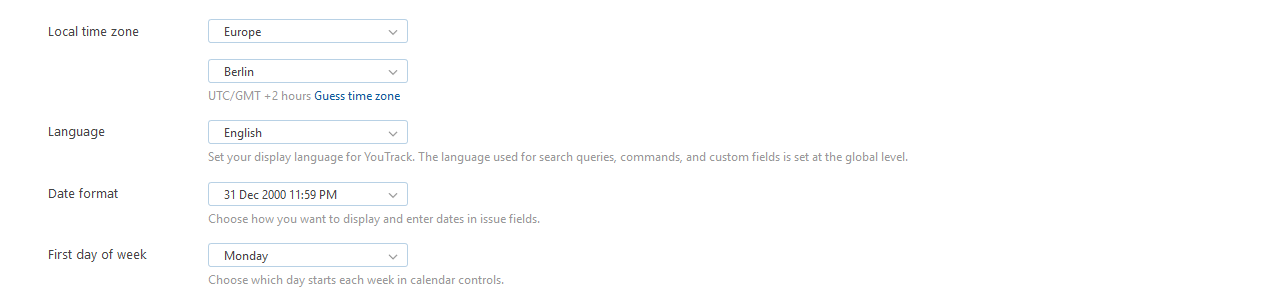 Local time zone Europe
Berlin
UTC/GMT +2 hours Guess time zone
Language English
Set your display language for YouTrack. The language used for search queries, commands, and custom fields is set at the global level.
Date format 31 Dec 2000 11:59 PM
Choose how you want to display and enter dates in issue fields.
First day of week Monday
Choose which day starts each week in calendar controls.